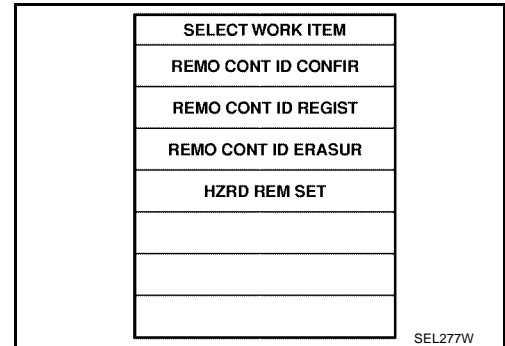 SELECT WORK ITEM
REMO CONT ID CONFIR
REMO CONT ID REGIST
REMO CONT ID ERASUR
HZRD REM SET
SEL277W